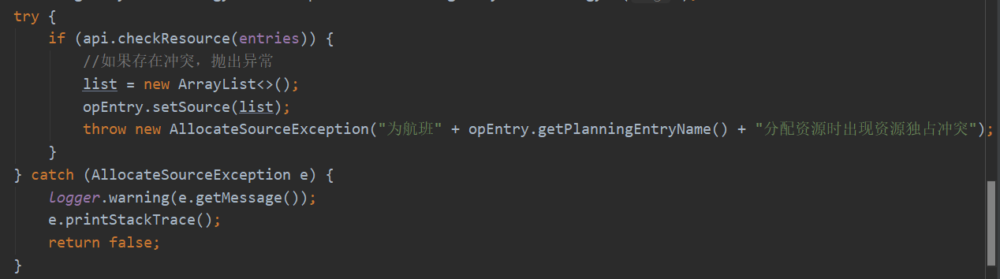 try {
if (api.checkResource(entries)) {
//如果存在冲突，抛出异常
list = new ArrayList<>();
opEntry.setSource(list);
throw new AllocateSourceException("为航班" + opEntry.getPlanningEntryName() + "分配资源时出现资源独占冲突");
}
} catch (AllocateSourceException e) {
logger.warning(e.getMessage());
e.printStackTrace();
return false;
}